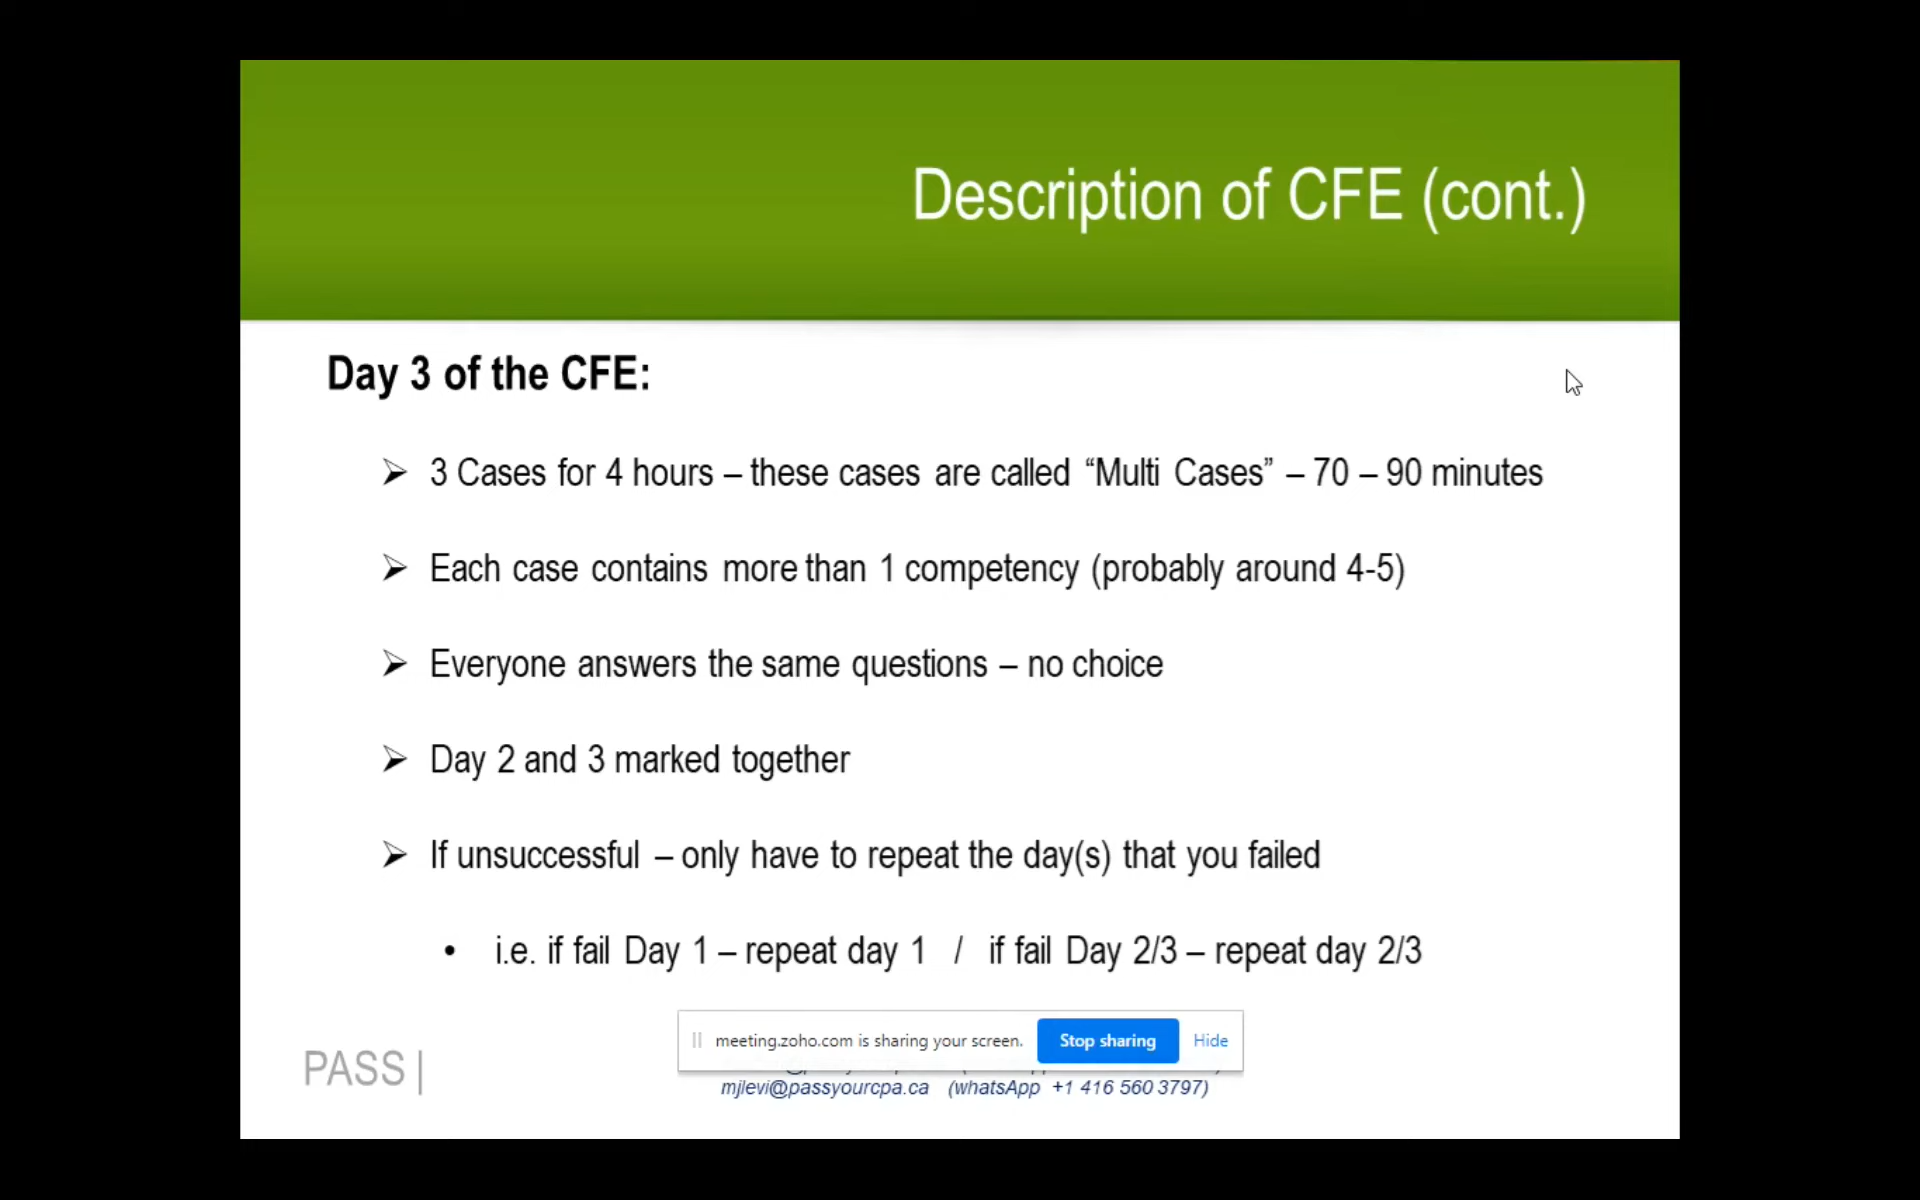 Description of CFE (cont.)
Day 3 of the CFE:
3 Cases for 4 hours – these cases are called “Multi Cases” – 70 – 90 minutes
Each case contains more than 1 competency (probably around 4-5)
Everyone answers the same questions – no choice
Day 2 and 3 marked together
If unsuccessful – only have to repeat the day(s) that you failed
i.e. if fail Day 1 – repeat day 1 / if fail Day 2/3 – repeat day 2/3
meeting.zoho.com is sharing your screen. Stop sharing Hide
PASS |
mjlevi@passyourcpa.ca (whatsApp +1 416 560 3797)